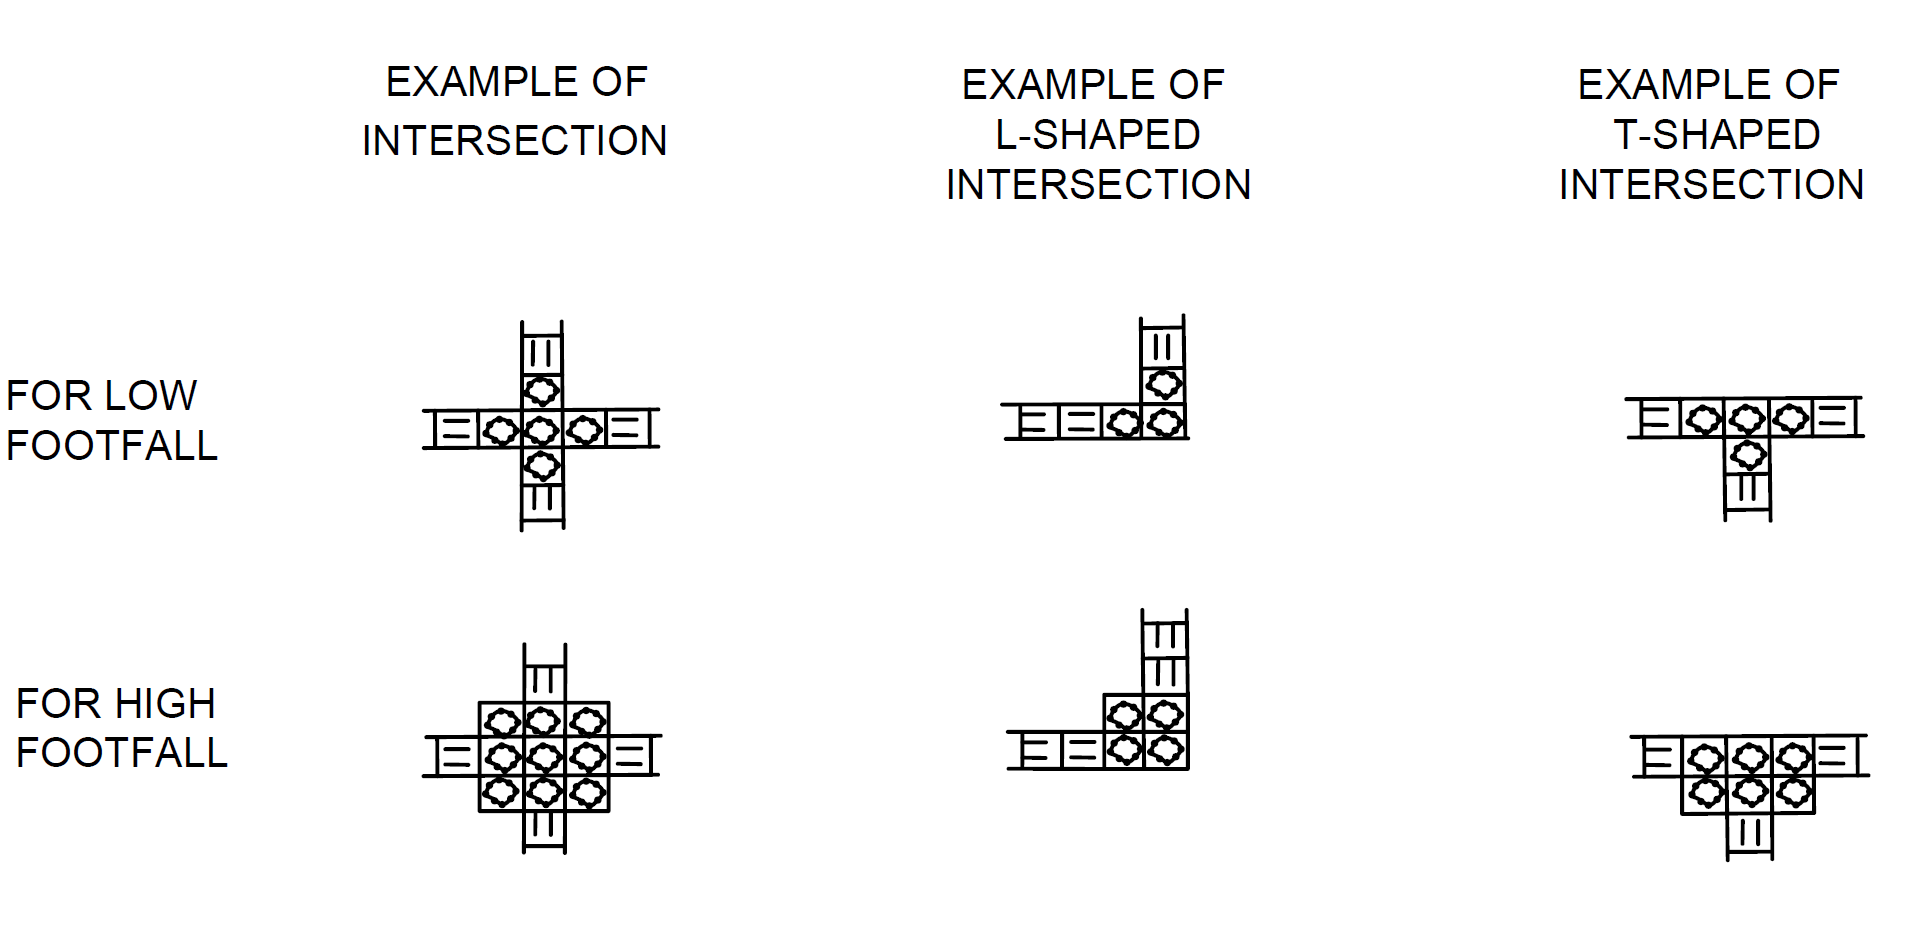 EXAMPLE OF
INTERSECTION
EXAMPLE OF
L-SHAPED
INTERSECTION
EXAMPLE OF
T-SHAPED
INTERSECTION
FOR LOW
FOOTFALL
FOR HIGH
FOOTFALL